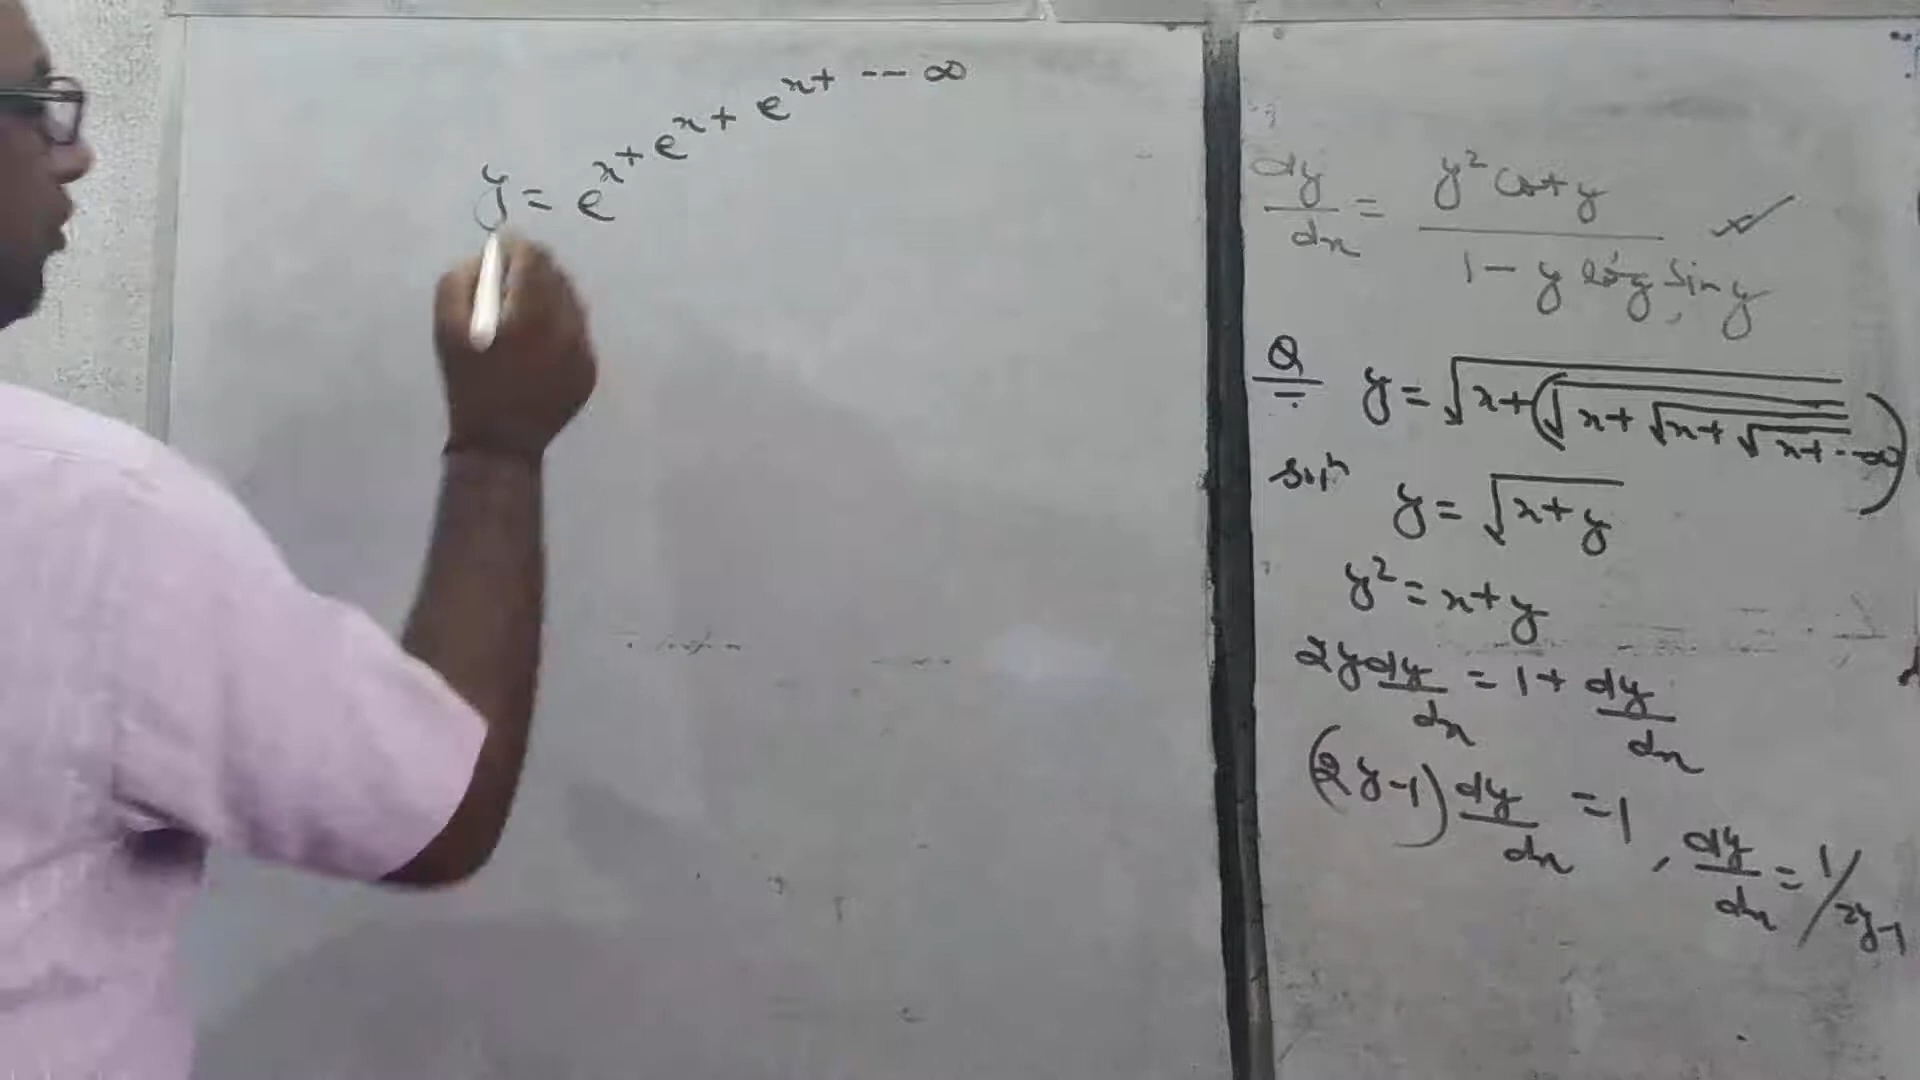 y = e^{x + e^{x + e^{x + --- ∞}}}
dy/dx = y² cot y / 1 - y log sin y
Q y = √x+(√x+√x+√x+--∞)
Solⁿ y = √x+y
y² = x+y
2y dy/dx = 1 + dy/dx
(2y-1) dy/dx = 1, dy/dx = 1/2y-1